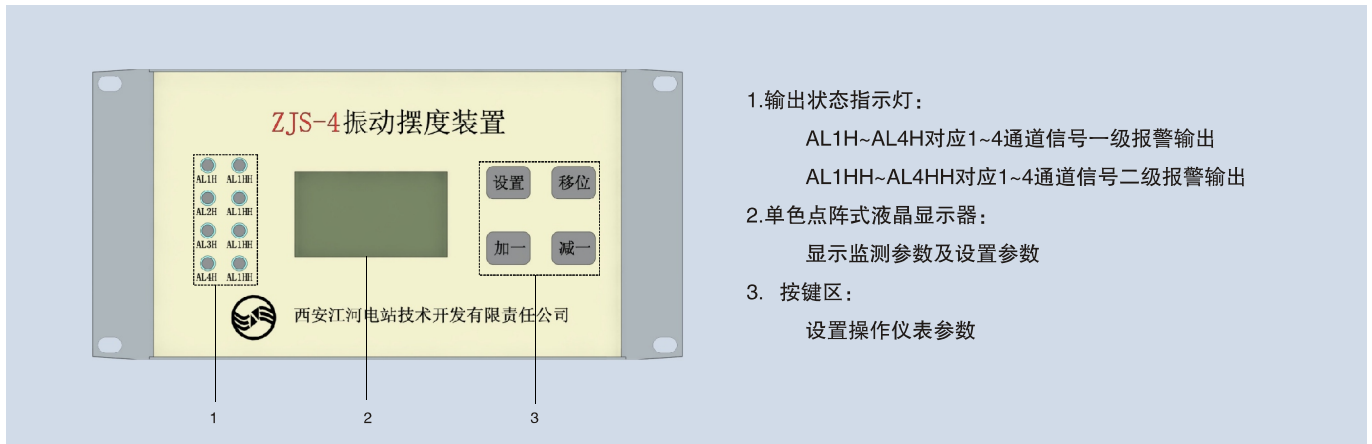 ZJS-4振动摆度装置
AL1H AL1HH
AL2H AL1HH
AL3H AL1HH
AL4H AL1HH
设置 移位
加一 减一
西安江河电站技术开发有限责任公司
1 2 3
1.输出状态指示灯：
AL1H~AL4H对应1~4通道信号一级报警输出
AL1HH~AL4HH对应1~4通道信号二级报警输出
2.单色点阵式液晶显示器：
显示监测参数及设置参数
3. 按键区：
设置操作仪表参数